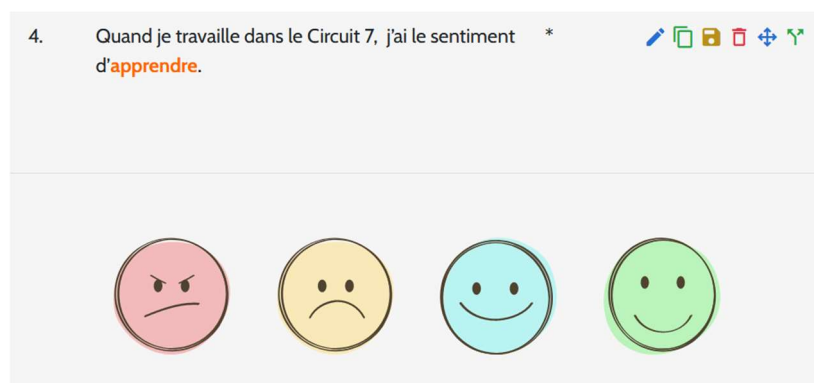 4. Quand je travaille dans le Circuit 7, j'ai le sentiment *
d'apprendre.